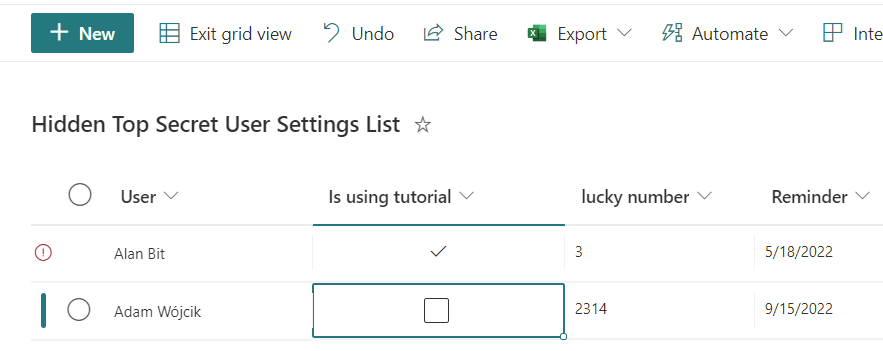 New Exit grid view Undo Share Export Automate Inte
Hidden Top Secret User Settings List
User Is using tutorial lucky number Reminder
Alan Bit 3 5/18/2022
Adam Wójcik 2314 9/15/2022